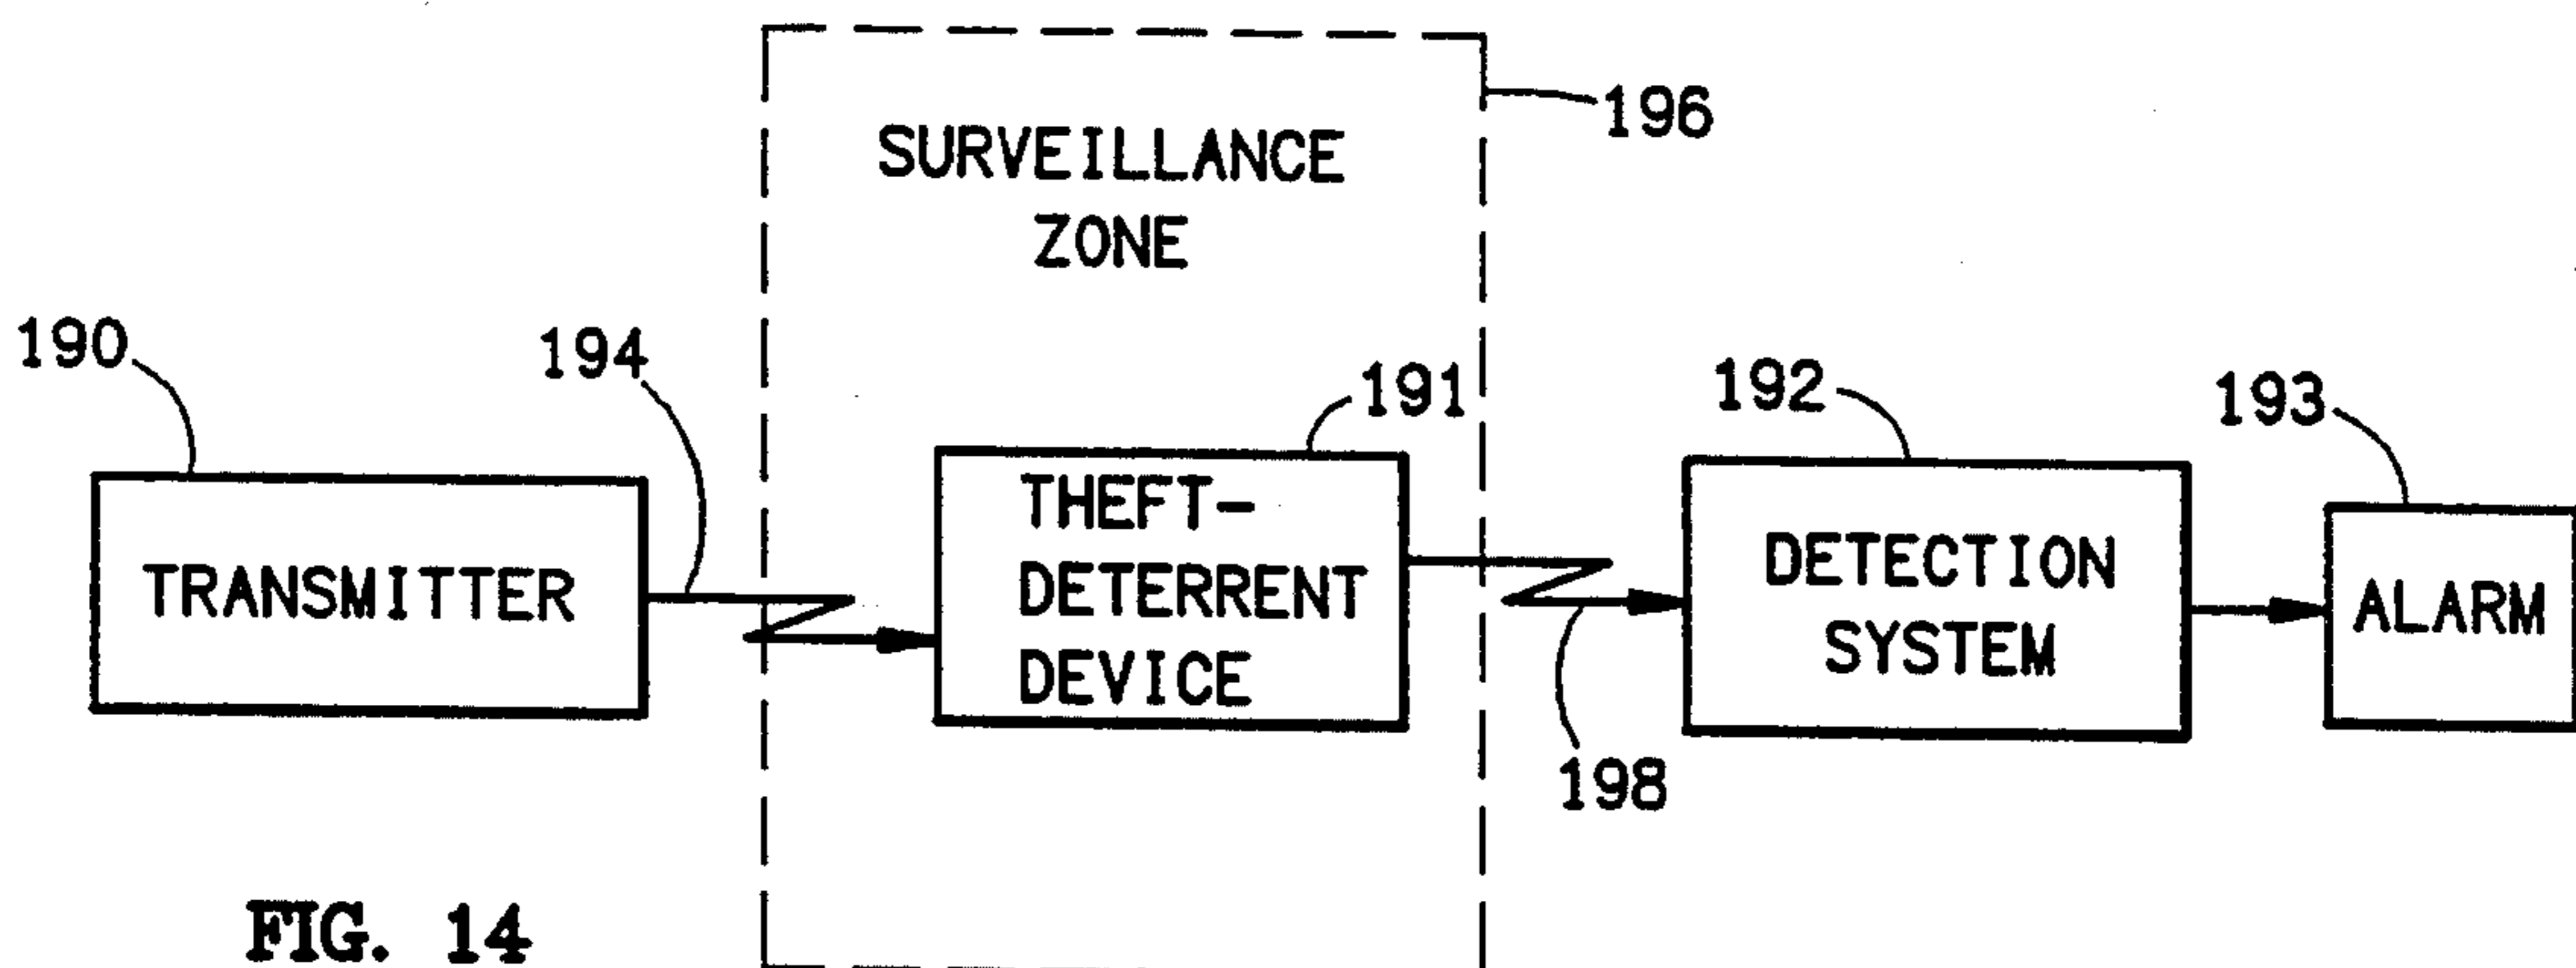 SURVEILLANCE
ZONE
196
190
194
191
192
193
TRANSMITTER
THEFT-
DETERRENT
DEVICE
DETECTION
SYSTEM
ALARM
198
FIG. 14